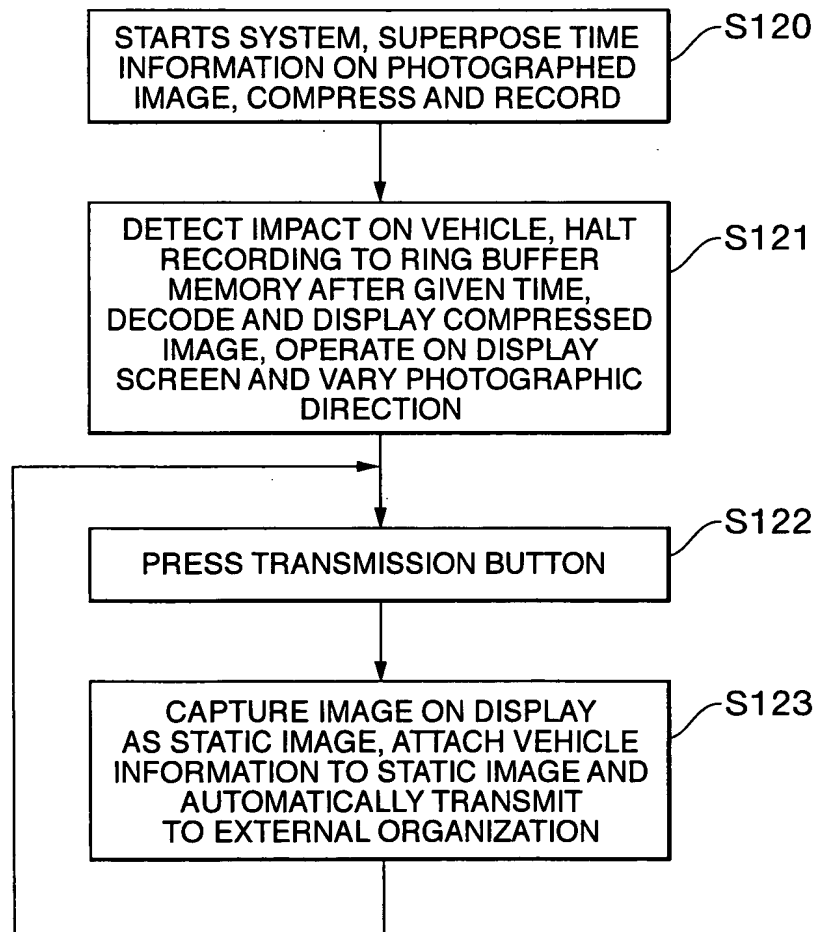 STARTS SYSTEM, SUPERPOSE TIME
INFORMATION ON PHOTOGRAPHED
IMAGE, COMPRESS AND RECORD
S120
DETECT IMPACT ON VEHICLE, HALT
RECORDING TO RING BUFFER
MEMORY AFTER GIVEN TIME,
DECODE AND DISPLAY COMPRESSED
IMAGE, OPERATE ON DISPLAY
SCREEN AND VARY PHOTOGRAPHIC
DIRECTION
S121
PRESS TRANSMISSION BUTTON
S122
CAPTURE IMAGE ON DISPLAY
AS STATIC IMAGE, ATTACH VEHICLE
INFORMATION TO STATIC IMAGE AND
AUTOMATICALLY TRANSMIT
TO EXTERNAL ORGANIZATION
S123